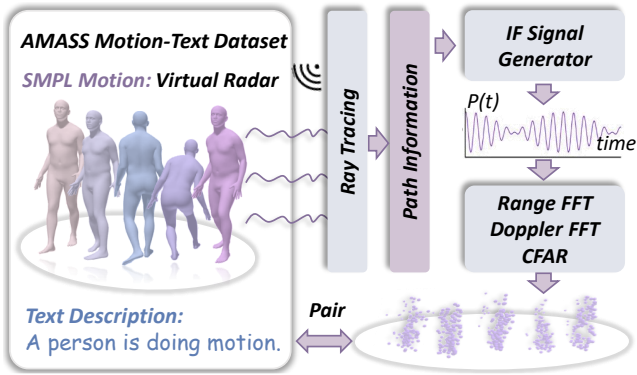 AMASS Motion-Text Dataset
SMPL Motion: Virtual Radar
Text Description:
A person is doing motion.
Ray Tracing
Path Information
IF Signal
Generator
P(t)
time
Range FFT
Doppler FFT
CFAR
Pair